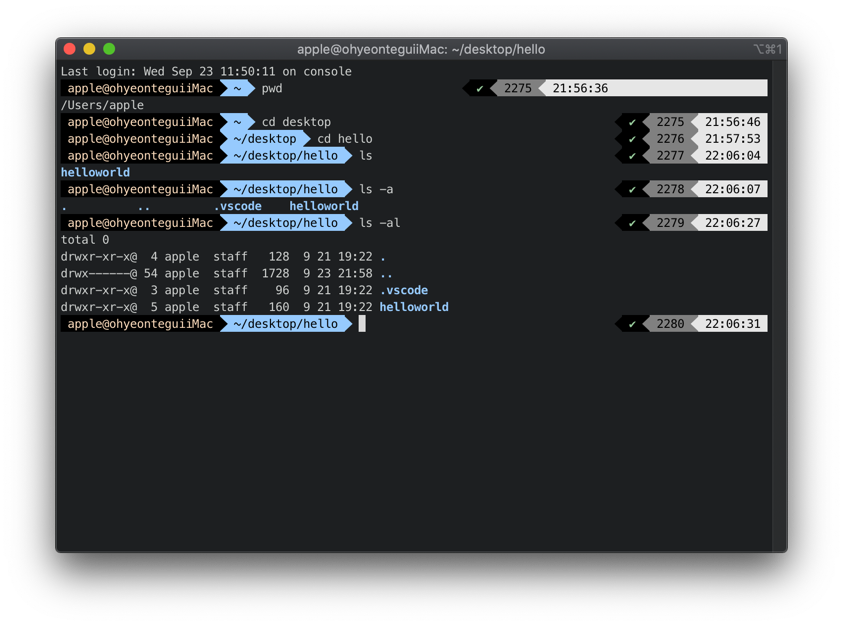 apple@ohyeonteguiiMac: ~/desktop/hello ⌥⌘1
Last login: Wed Sep 23 11:50:11 on console
apple@ohyeonteguiiMac ~ pwd ✔ 2275 21:56:36
/Users/apple
apple@ohyeonteguiiMac ~ cd desktop ✔ 2275 21:56:46
apple@ohyeonteguiiMac ~/desktop cd hello ✔ 2276 21:57:53
apple@ohyeonteguiiMac ~/desktop/hello ls ✔ 2277 22:06:04
helloworld
apple@ohyeonteguiiMac ~/desktop/hello ls -a ✔ 2278 22:06:07
. .. .vscode helloworld
apple@ohyeonteguiiMac ~/desktop/hello ls -al ✔ 2279 22:06:27
total 0
drwxr-xr-x@ 4 apple staff 128 9 21 19:22 .
drwx------@ 54 apple staff 1728 9 23 21:58 ..
drwxr-xr-x@ 3 apple staff 96 9 21 19:22 .vscode
drwxr-xr-x@ 5 apple staff 160 9 21 19:22 helloworld
apple@ohyeonteguiiMac ~/desktop/hello ✔ 2280 22:06:31